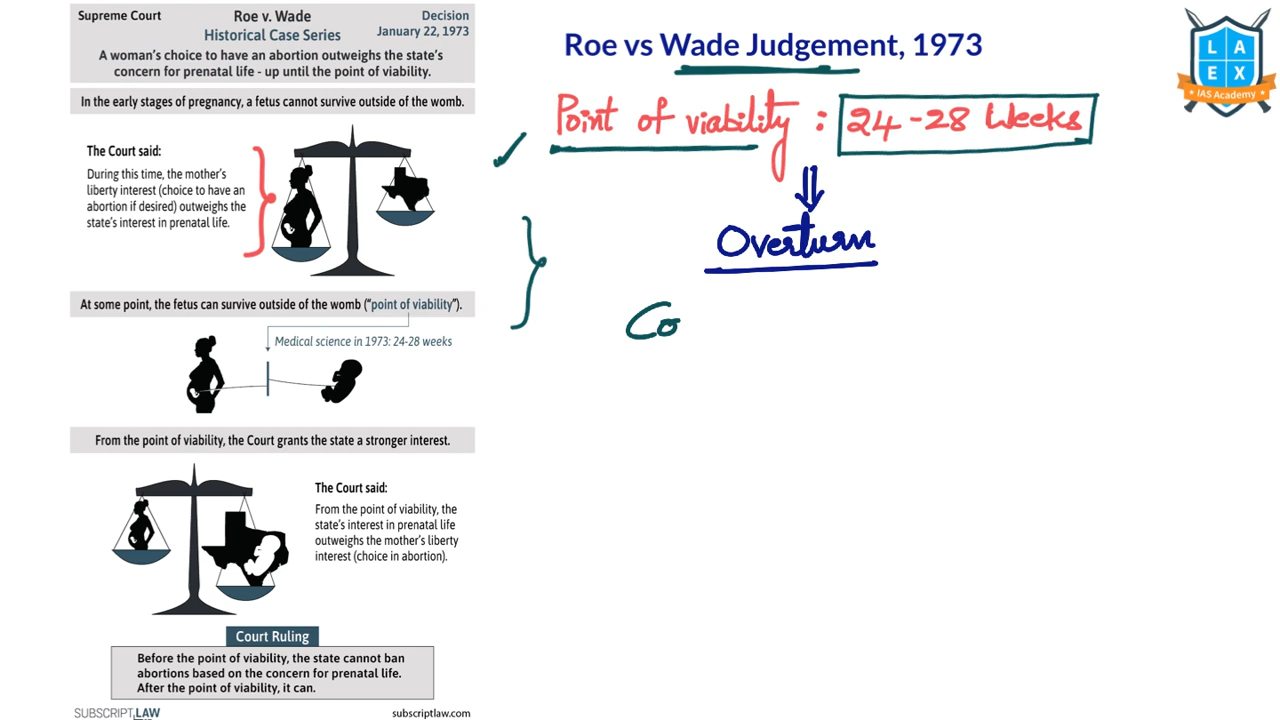 Supreme Court
Roe v. Wade
Historical Case Series
Decision
January 22, 1973
A woman's choice to have an abortion outweighs the state's
concern for prenatal life - up until the point of viability.
In the early stages of pregnancy, a fetus cannot survive outside of the womb.
The Court said:
During this time, the mother's
liberty interest (choice to have an
abortion if desired) outweighs the
state's interest in prenatal life.
At some point, the fetus can survive outside of the womb ("point of viability").
Medical science in 1973: 24-28 weeks
From the point of viability, the Court grants the state a stronger interest.
The Court said:
From the point of viability, the
state's interest in prenatal life
outweighs the mother's liberty
interest (choice in abortion).
Court Ruling
Before the point of viability, the state cannot ban
abortions based on the concern for prenatal life.
After the point of viability, it can.
SUBSCRIPT LAW
subscriptlaw.com
Roe vs Wade Judgement, 1973
Point of viability : 24-28 Weeks
Overturn
Co
L A
E X
IAS Academy